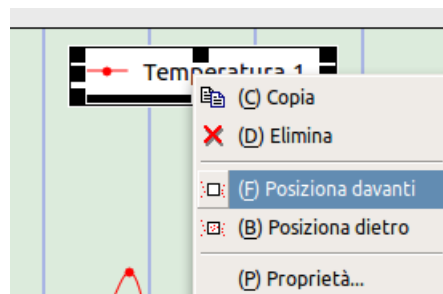 Temperatura 1
(C) Copia
(D) Elimina
(F) Posiziona davanti
(B) Posiziona dietro
(P) Proprietà...